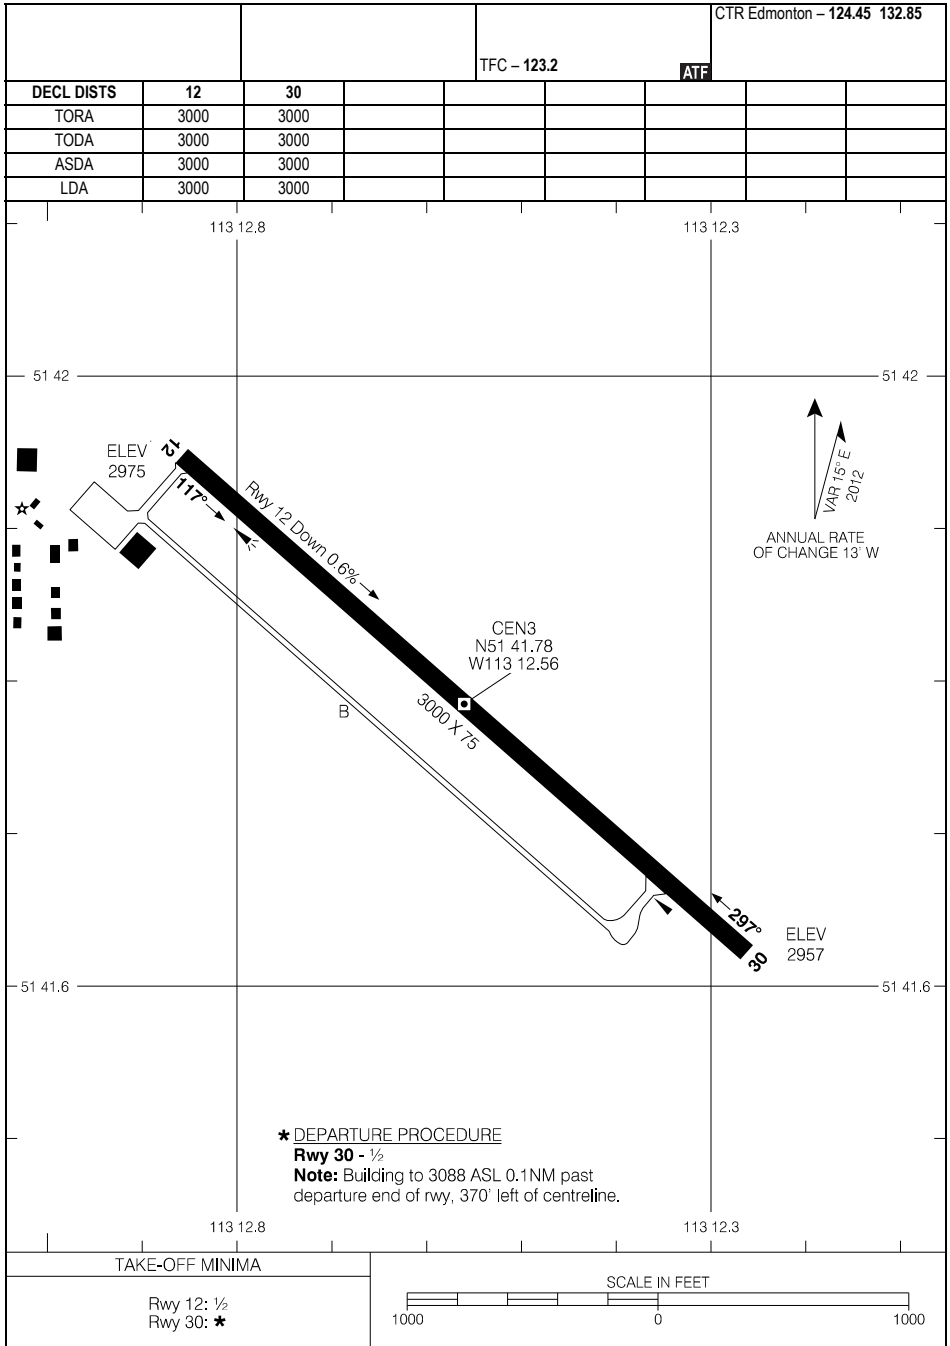 CTR Edmonton – 124.45 132.85
TFC – 123.2
ATF
DECL DISTS 12 30
TORA 3000 3000
TODA 3000 3000
ASDA 3000 3000
LDA 3000 3000
113 12.8 113 12.3
51 42 51 42
12
ELEV
2975
117°
Rwy 12 Down 0.6%
VAR 15° E
2012
ANNUAL RATE
OF CHANGE 13' W
CEN3
N51 41.78
W113 12.56
3000 X 75
B
297°
30
ELEV
2957
51 41.6 51 41.6
* DEPARTURE PROCEDURE
Rwy 30 - ½
Note: Building to 3088 ASL 0.1NM past
departure end of rwy, 370' left of centreline.
113 12.8 113 12.3
TAKE-OFF MINIMA
Rwy 12: ½
Rwy 30: *
SCALE IN FEET
1000 0 1000